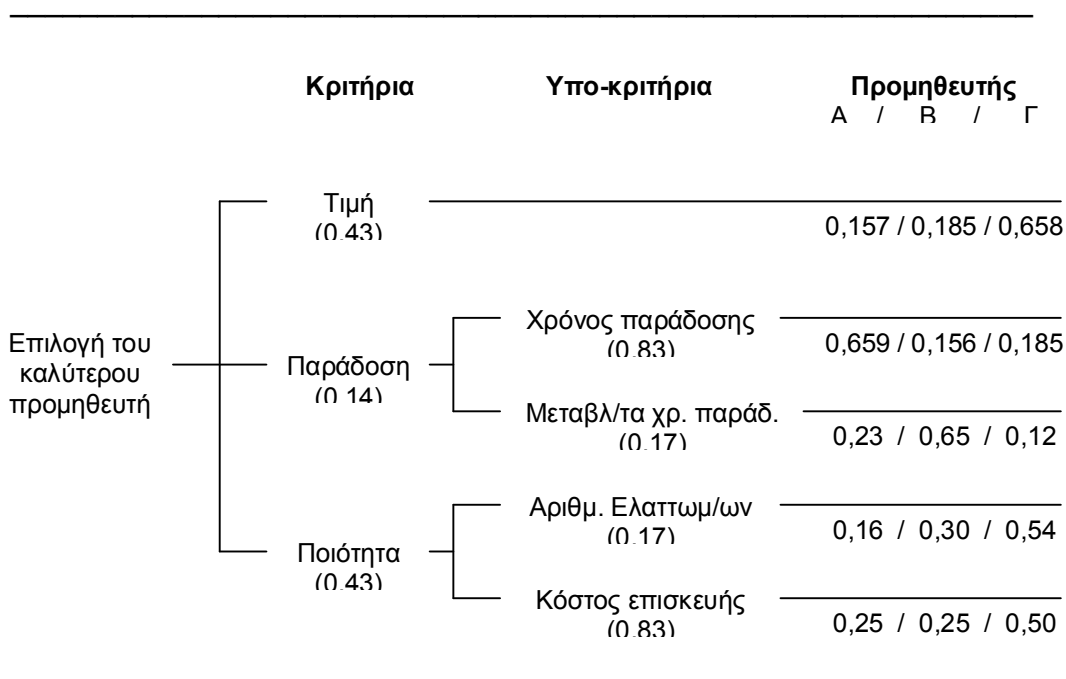 Κριτήρια Υπο-κριτήρια Προμηθευτής
Α / Β / Γ
Τιμή
(0.43)
0,157 / 0,185 / 0,658
Χρόνος παράδοσης
(0.83)
0,659 / 0,156 / 0,185
Επιλογή του
καλύτερου
προμηθευτή
Παράδοση
(0.14)
Μεταβλ/τα χρ. παράδ.
(0.17)
0,23 / 0,65 / 0,12
Αριθμ. Ελαττωμ/ων
(0.17)
0,16 / 0,30 / 0,54
Ποιότητα
(0.43)
Κόστος επισκευής
(0.83)
0,25 / 0,25 / 0,50